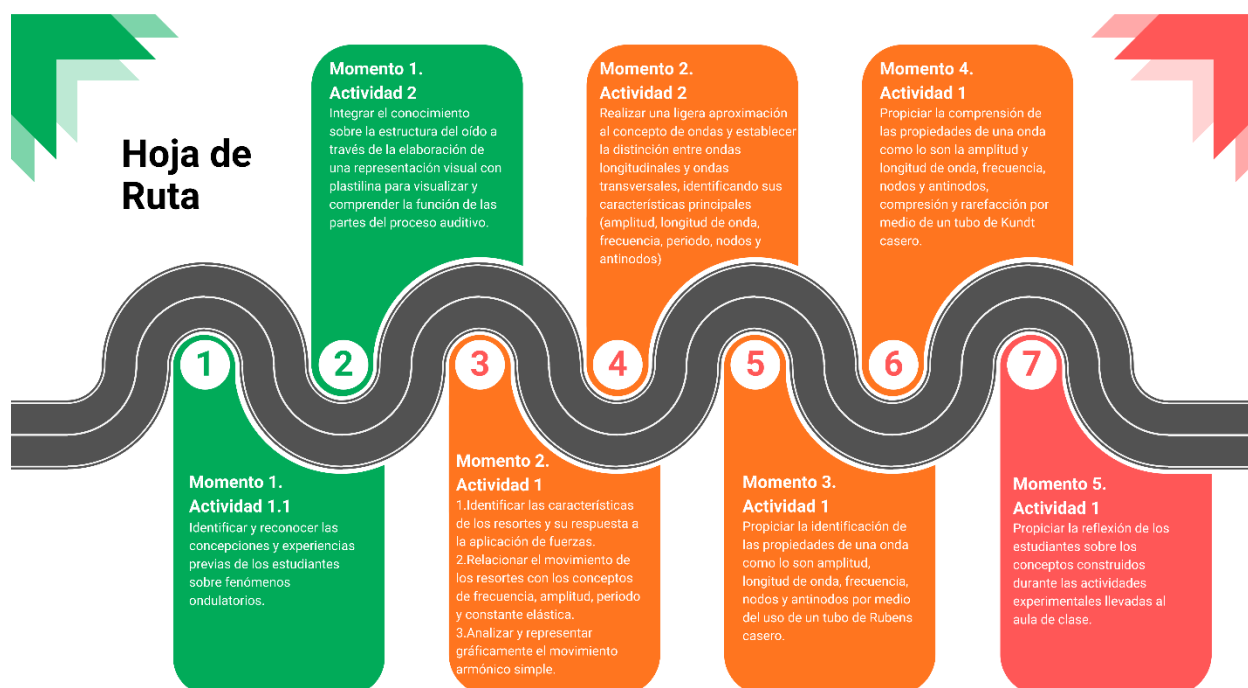 Hoja de
Ruta
1
Momento 1.
Actividad 1.1
Identificar y reconocer las
concepciones y experiencias
previas de los estudiantes
sobre fenómenos
ondulatorios.
2
Momento 1.
Actividad 2
Integrar el conocimiento
sobre la estructura del oído a
través de la elaboración de
una representación visual con
plastilina para visualizar y
comprender la función de las
partes del proceso auditivo.
3
Momento 2.
Actividad 1
1.Identificar las características
de los resortes y su respuesta a
la aplicación de fuerzas.
2.Relacionar el movimiento de
los resortes con los conceptos
de frecuencia, amplitud, periodo
y constante elástica.
3.Analizar y representar
gráficamente el movimiento
armónico simple.
4
Momento 2.
Actividad 2
Realizar una ligera aproximación
al concepto de ondas y establecer
la distinción entre ondas
longitudinales y ondas
transversales, identificando sus
características principales
(amplitud, longitud de onda,
frecuencia, periodo, nodos y
antinodos)
5
Momento 3.
Actividad 1
Propiciar la identificación de
las propiedades de una onda
como lo son amplitud,
longitud de onda, frecuencia,
nodos y antinodos por medio
del uso de un tubo de Rubens
casero.
6
Momento 4.
Actividad 1
Propiciar la comprensión de
las propiedades de una onda
como lo son la amplitud y
longitud de onda, frecuencia,
nodos y antinodos,
compresión y rarefacción por
medio de un tubo de Kundt
casero.
7
Momento 5.
Actividad 1
Propiciar la reflexión de los
estudiantes sobre los
conceptos construidos
durante las actividades
experimentales llevadas al
aula de clase.